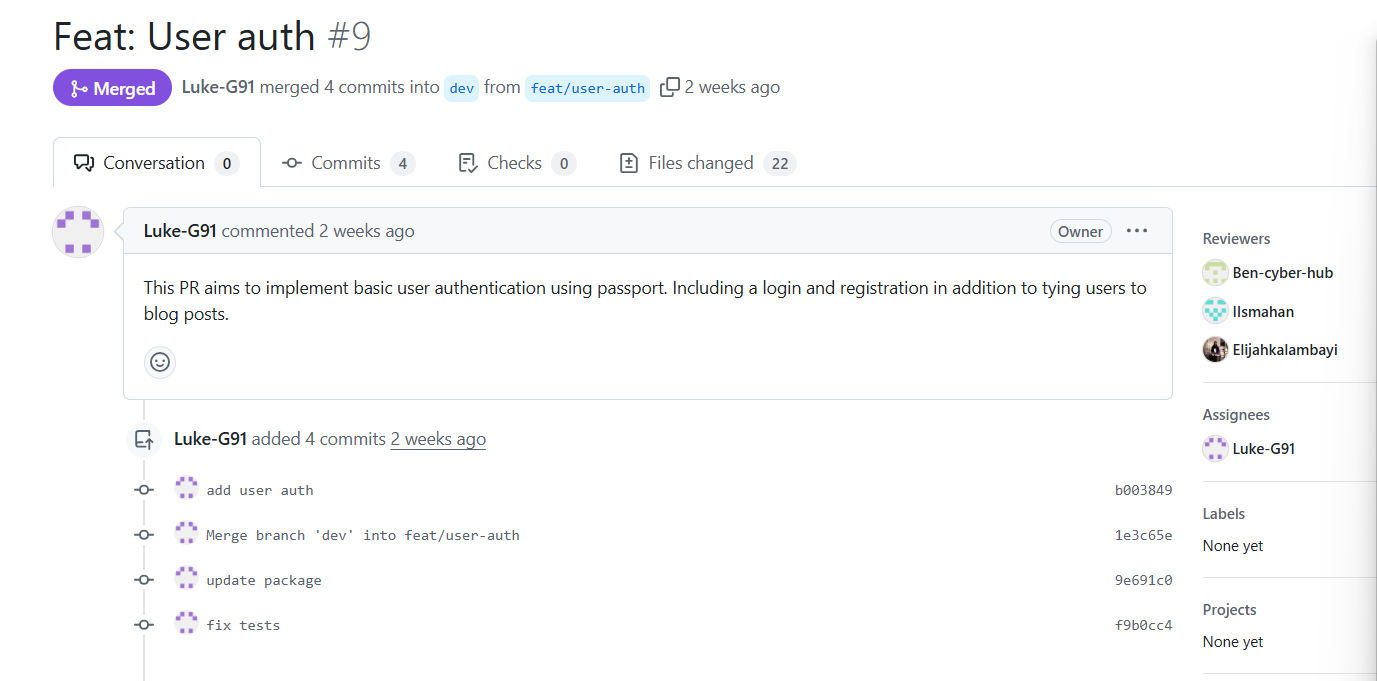 Feat: User auth #9
Merged Luke-G91 merged 4 commits into dev from feat/user-auth 2 weeks ago
Conversation 0 Commits 4 Checks 0 Files changed 22
Luke-G91 commented 2 weeks ago Owner
This PR aims to implement basic user authentication using passport. Including a login and registration in addition to tying users to
blog posts.
Luke-G91 added 4 commits 2 weeks ago
add user auth b003849
Merge branch 'dev' into feat/user-auth 1e3c65e
update package 9e691c0
fix tests f9b0cc4
Reviewers
Ben-cyber-hub
IIsmahan
Elijahkalambayi
Assignees
Luke-G91
Labels
None yet
Projects
None yet